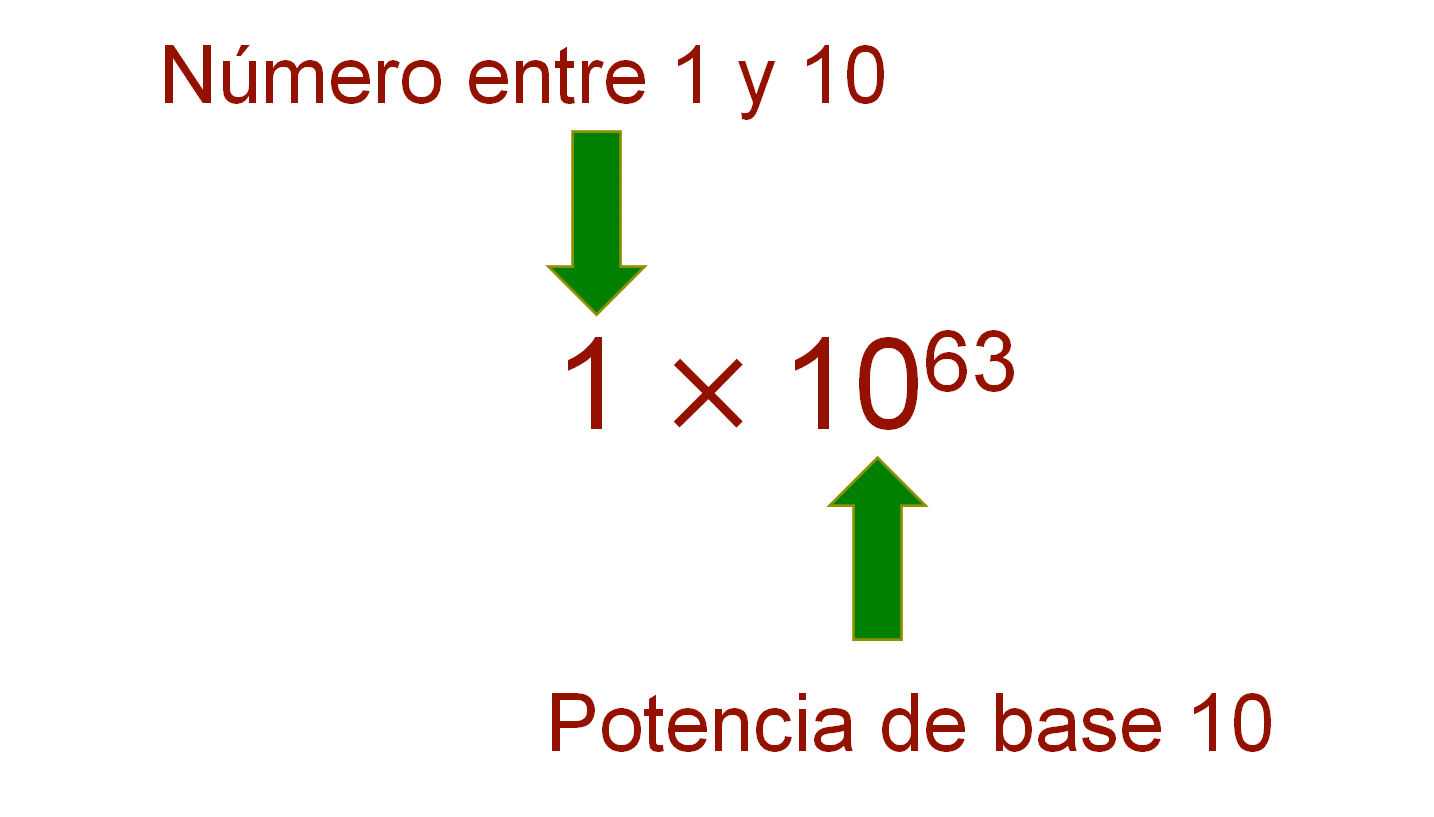 Número entre 1 y 10
1 × 10⁶³
Potencia de base 10